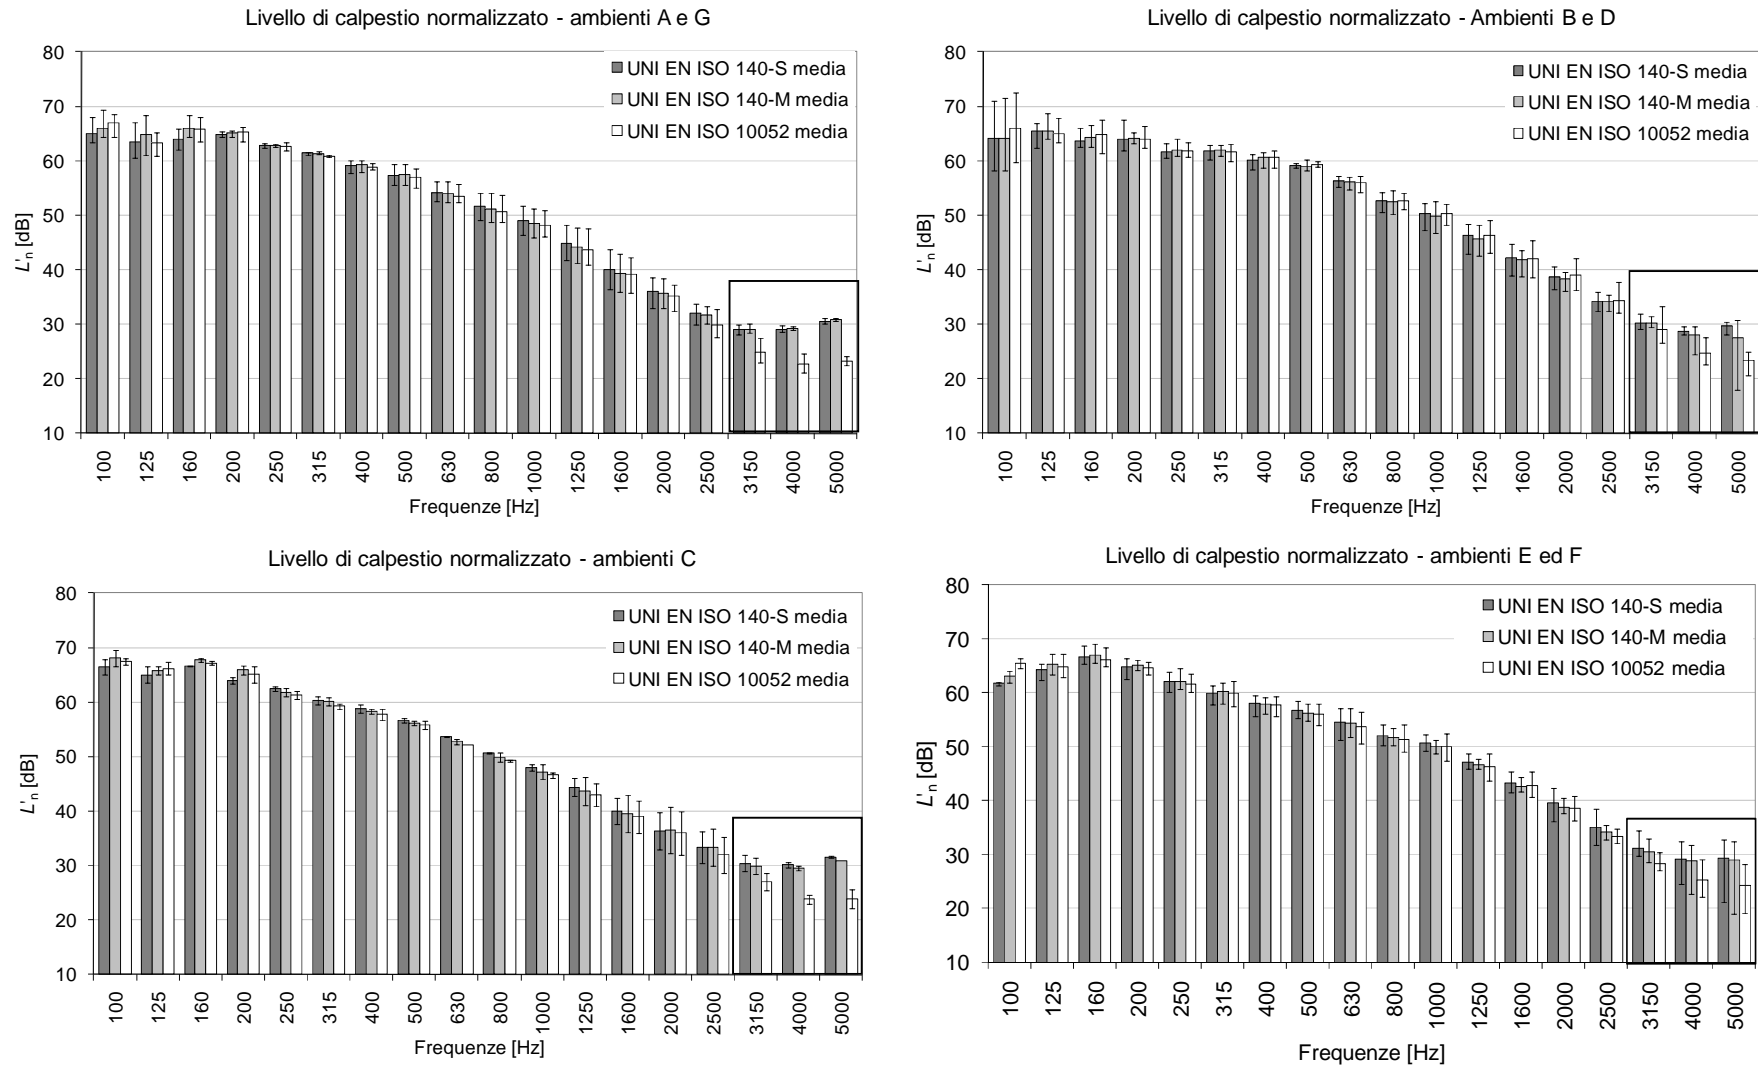 Livello di calpestio normalizzato - ambienti A e G
80
70
60
50
40
30
20
10
L'n [dB]
UNI EN ISO 140-S media
UNI EN ISO 140-M media
UNI EN ISO 10052 media
100 125 160 200 250 315 400 500 630 800 1000 1250 1600 2000 2500 3150 4000 5000
Frequenze [Hz]
Livello di calpestio normalizzato - Ambienti B e D
80
70
60
50
40
30
20
10
L'n [dB]
UNI EN ISO 140-S media
UNI EN ISO 140-M media
UNI EN ISO 10052 media
100 125 160 200 250 315 400 500 630 800 1000 1250 1600 2000 2500 3150 4000 5000
Frequenze [Hz]
Livello di calpestio normalizzato - ambienti C
80
70
60
50
40
30
20
10
L'n [dB]
UNI EN ISO 140-S media
UNI EN ISO 140-M media
UNI EN ISO 10052 media
100 125 160 200 250 315 400 500 630 800 1000 1250 1600 2000 2500 3150 4000 5000
Frequenze [Hz]
Livello di calpestio normalizzato - ambienti E ed F
80
70
60
50
40
30
20
10
L'n [dB]
UNI EN ISO 140-S media
UNI EN ISO 140-M media
UNI EN ISO 10052 media
100 125 160 200 250 315 400 500 630 800 1000 1250 1600 2000 2500 3150 4000 5000
Frequenze [Hz]